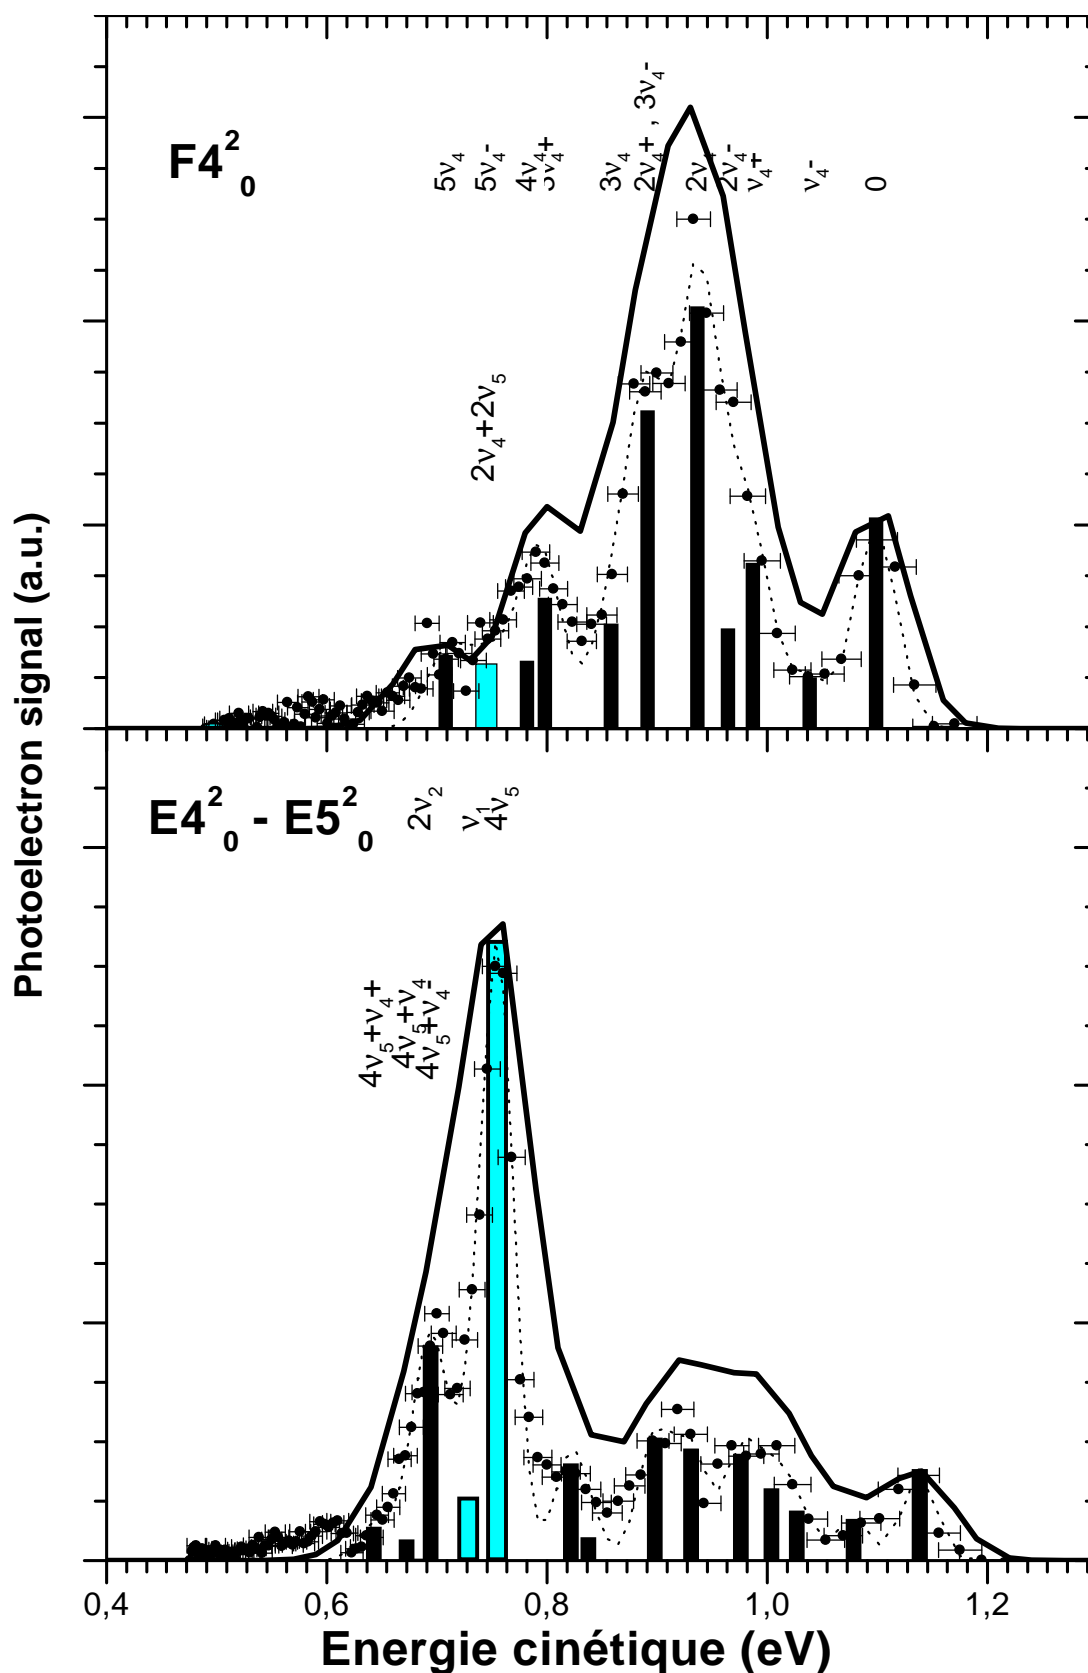 F4²₀
5ν₄
5ν₄-
4ν₄
3ν₄+
3ν₄
2ν₄+ , 3ν₄-
2ν₄
2ν₄-
ν₄+
ν₄-
0
2ν₄+2ν₅
Photoelectron signal (a.u.)
E4²₀ - E5²₀
2ν₂
ν₁
4ν₅
4ν₅+ν₄+
4ν₅+ν₄
4ν₅+ν₄-
0,4 0,6 0,8 1,0 1,2
Energie cinétique (eV)